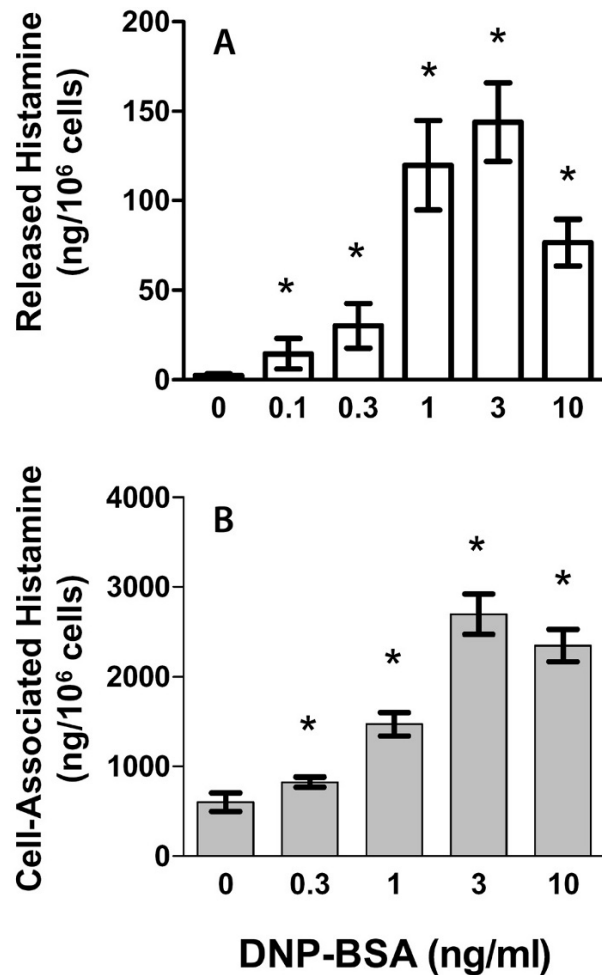 Released Histamine
(ng/10⁶ cells)
A
200
150
100
50
0
*
*
*
*
*
0 0.1 0.3 1 3 10
Cell-Associated Histamine
(ng/10⁶ cells)
B
4000
3000
2000
1000
0
*
*
*
*
0 0.3 1 3 10
DNP-BSA (ng/ml)